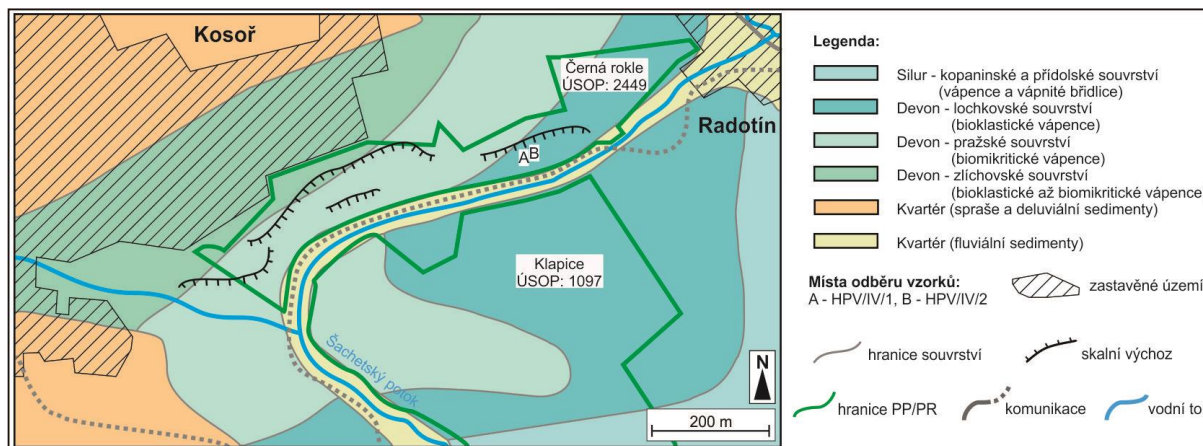 Kosoř
Černá rokle
ÚSOP: 2449
Radotín
AB
Klapice
ÚSOP: 1097
Šachetský potok
N
200 m
Legenda:
Silur - kopaninské a přídolské souvrství
(vápence a vápnité břidlice)
Devon - lochkovské souvrství
(bioklastické vápence)
Devon - pražské souvrství
(biomikritické vápence)
Devon - zlíchovské souvrství
(bioklastické až biomikritické vápence
Kvartér (spraše a deluviální sedimenty)
Kvartér (fluviální sedimenty)
Místa odběru vzorků:
A - HPV/IV/1, B - HPV/IV/2
zastavěné území
hranice souvrství
skalní výchoz
hranice PP/PR
komunikace
vodní to